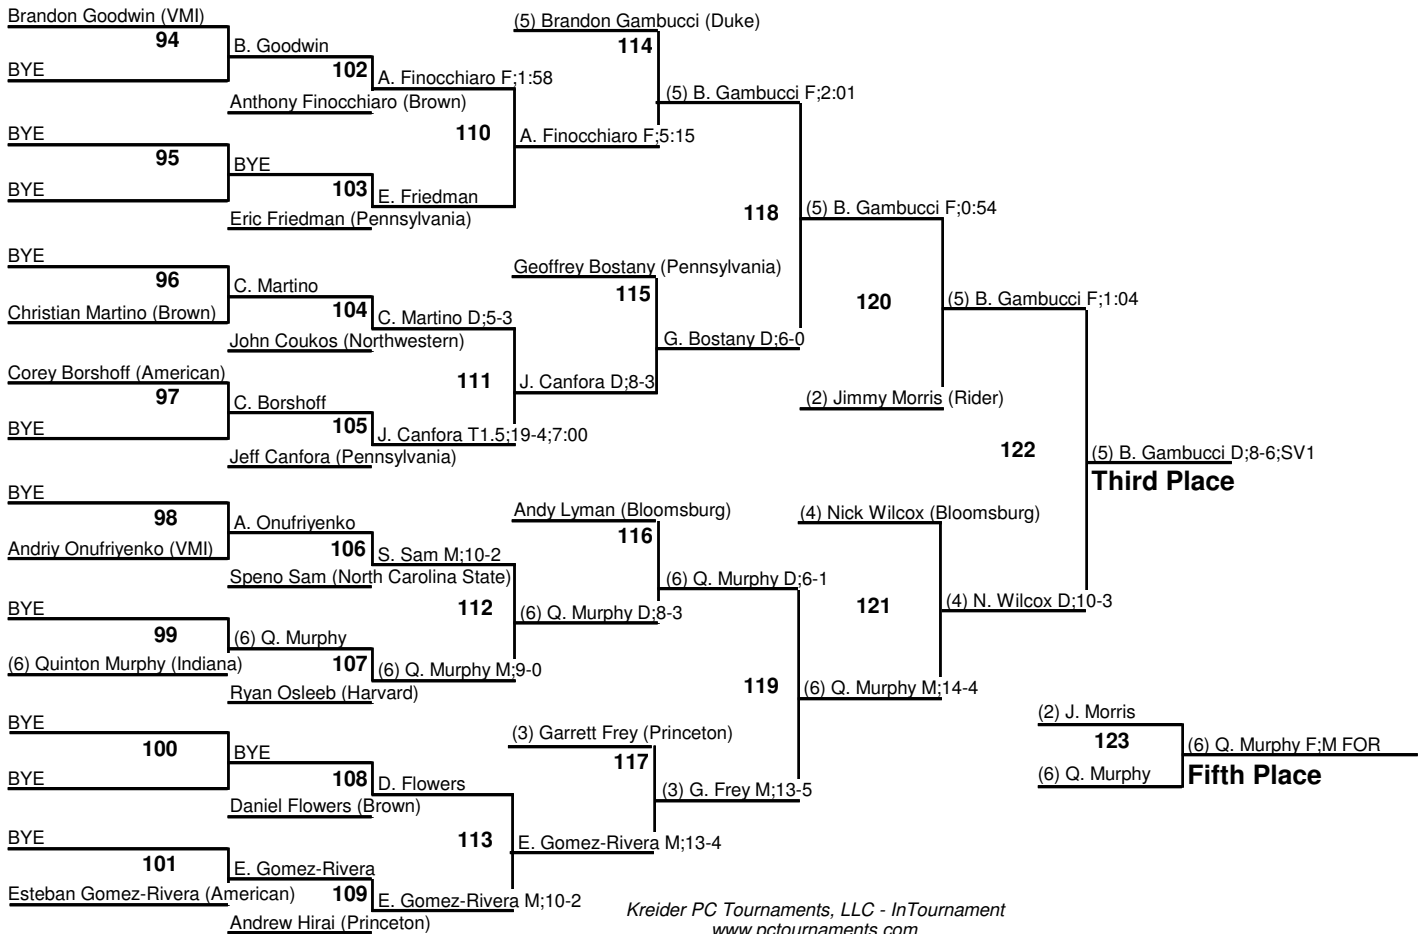 Brandon Goodwin (VMI)
94
BYE
B. Goodwin
102
Anthony Finocchiaro (Brown)
A. Finocchiaro F;1:58
BYE
95
BYE
BYE
103
Eric Friedman (Pennsylvania)
E. Friedman
110
A. Finocchiaro F;5:15
(5) Brandon Gambucci (Duke)
114
(5) B. Gambucci F;2:01
BYE
96
Christian Martino (Brown)
C. Martino
104
John Coukos (Northwestern)
C. Martino D;5-3
Corey Borshoff (American)
97
BYE
C. Borshoff
105
Jeff Canfora (Pennsylvania)
J. Canfora T1.5;19-4;7:00
111
J. Canfora D;8-3
Geoffrey Bostany (Pennsylvania)
115
G. Bostany D;6-0
118
(5) B. Gambucci F;0:54
120
(2) Jimmy Morris (Rider)
(5) B. Gambucci F;1:04
BYE
98
Andriy Onufriyenko (VMI)
A. Onufriyenko
106
Speno Sam (North Carolina State)
S. Sam M;10-2
BYE
99
(6) Quinton Murphy (Indiana)
(6) Q. Murphy
107
Ryan Osleeb (Harvard)
(6) Q. Murphy M;9-0
112
(6) Q. Murphy D;8-3
Andy Lyman (Bloomsburg)
116
(6) Q. Murphy D;6-1
BYE
100
BYE
BYE
108
Daniel Flowers (Brown)
D. Flowers
BYE
101
Esteban Gomez-Rivera (American)
E. Gomez-Rivera
109
Andrew Hirai (Princeton)
E. Gomez-Rivera M;10-2
113
E. Gomez-Rivera M;13-4
(3) Garrett Frey (Princeton)
117
(3) G. Frey M;13-5
119
(6) Q. Murphy M;14-4
(4) Nick Wilcox (Bloomsburg)
121
(4) N. Wilcox D;10-3
122
(5) B. Gambucci D;8-6;SV1
Third Place
(2) J. Morris
123
(6) Q. Murphy
(6) Q. Murphy F;M FOR
Fifth Place
Kreider PC Tournaments, LLC - InTournament
www.pctournaments.com